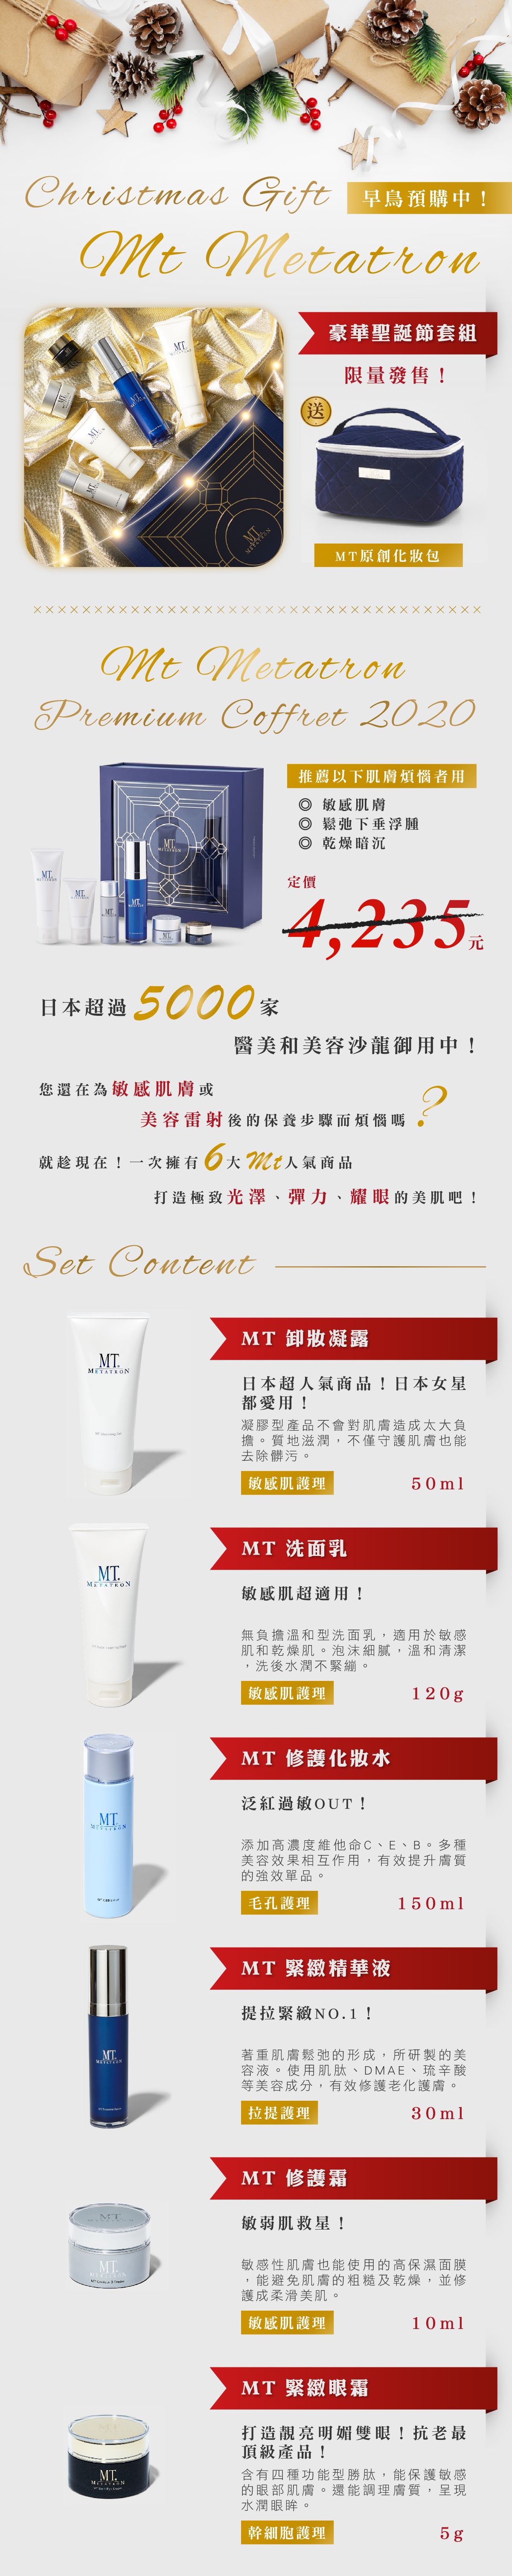 Christmas Gift
早鳥預購中！
Mt Metatron
豪華聖誕節套組
限量發售！
送
MT原創化妝包
Mt Metatron
Premium Coffret 2020
推薦以下肌膚煩惱者用
◎ 敏感肌膚
◎ 鬆弛下垂浮腫
◎ 乾燥暗沉
定價
4,235元
日本超過5000家
醫美和美容沙龍御用中！
您還在為敏感肌膚或
美容雷射後的保養步驟而煩惱嗎？
就趁現在！一次擁有6大Mt人氣商品
打造極致光澤、彈力、耀眼的美肌吧！
Set Content
MT 卸妝凝露
MT.
METATRON
日本超人氣商品！日本女星
都愛用！
凝膠型產品不會對肌膚造成太大負
擔。質地滋潤，不僅守護肌膚也能
去除髒污。
敏感肌護理
50ml
MT 洗面乳
MT.
METATRON
敏感肌超適用！
無負擔溫和型洗面乳，適用於敏感
肌和乾燥肌。泡沫細膩，溫和清潔
，洗後水潤不緊繃。
敏感肌護理
120g
MT 修護化妝水
MT.
METATRON
泛紅過敏OUT！
添加高濃度維他命C、E、B。多種
美容效果相互作用，有效提升膚質
的強效單品。
毛孔護理
150ml
MT 緊緻精華液
MT.
METATRON
提拉緊緻NO.1！
著重肌膚鬆弛的形成，所研製的美
容液。使用肌肽、DMAE、琉辛酸
等美容成分，有效修護老化護膚。
拉提護理
30ml
MT 修護霜
MT.
METATRON
敏弱肌救星！
敏感性肌膚也能使用的高保濕面膜
，能避免肌膚的粗糙及乾燥，並修
護成柔滑美肌。
敏感肌護理
10ml
MT 緊緻眼霜
MT.
METATRON
打造靚亮明媚雙眼！抗老最
頂級產品！
含有四種功能型勝肽，能保護敏感
的眼部肌膚。還能調理膚質，呈現
水潤眼眸。
幹細胞護理
5g